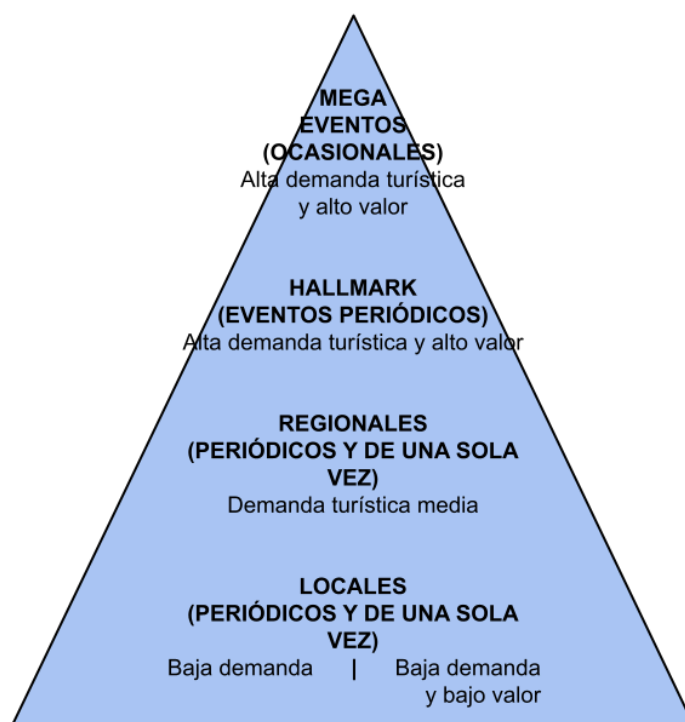 MEGA
EVENTOS
(OCASIONALES)
Alta demanda turística
y alto valor
HALLMARK
(EVENTOS PERIÓDICOS)
Alta demanda turística y alto valor
REGIONALES
(PERIÓDICOS Y DE UNA SOLA
VEZ)
Demanda turística media
LOCALES
(PERIÓDICOS Y DE UNA SOLA
VEZ)
Baja demanda | Baja demanda
y bajo valor